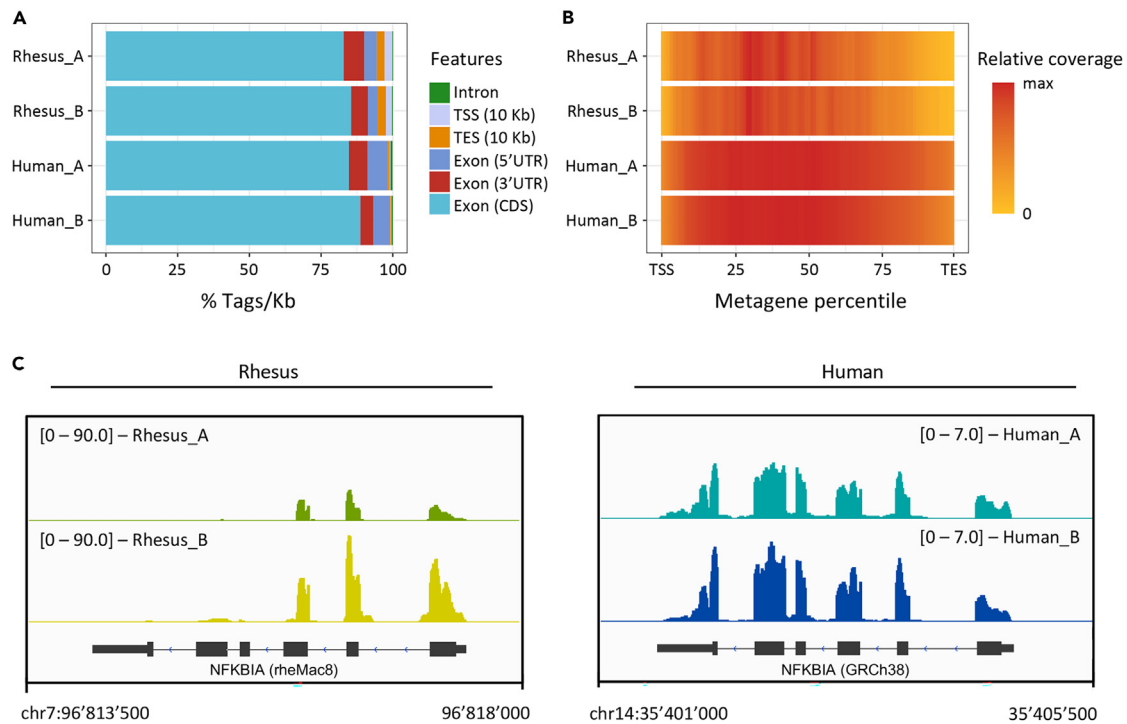 A
Rhesus_A
Rhesus_B
Human_A
Human_B
0 25 50 75 100
% Tags/Kb
Features
Intron
TSS (10 Kb)
TES (10 Kb)
Exon (5’UTR)
Exon (3’UTR)
Exon (CDS)
B
Rhesus_A
Rhesus_B
Human_A
Human_B
TSS 25 50 75 TES
Metagene percentile
Relative coverage
max
0
C
Rhesus
[0 – 90.0] – Rhesus_A
[0 – 90.0] – Rhesus_B
NFKBIA (rheMac8)
chr7:96’813’500 96’818’000
Human
[0 – 7.0] – Human_A
[0 – 7.0] – Human_B
NFKBIA (GRCh38)
chr14:35’401’000 35’405’500